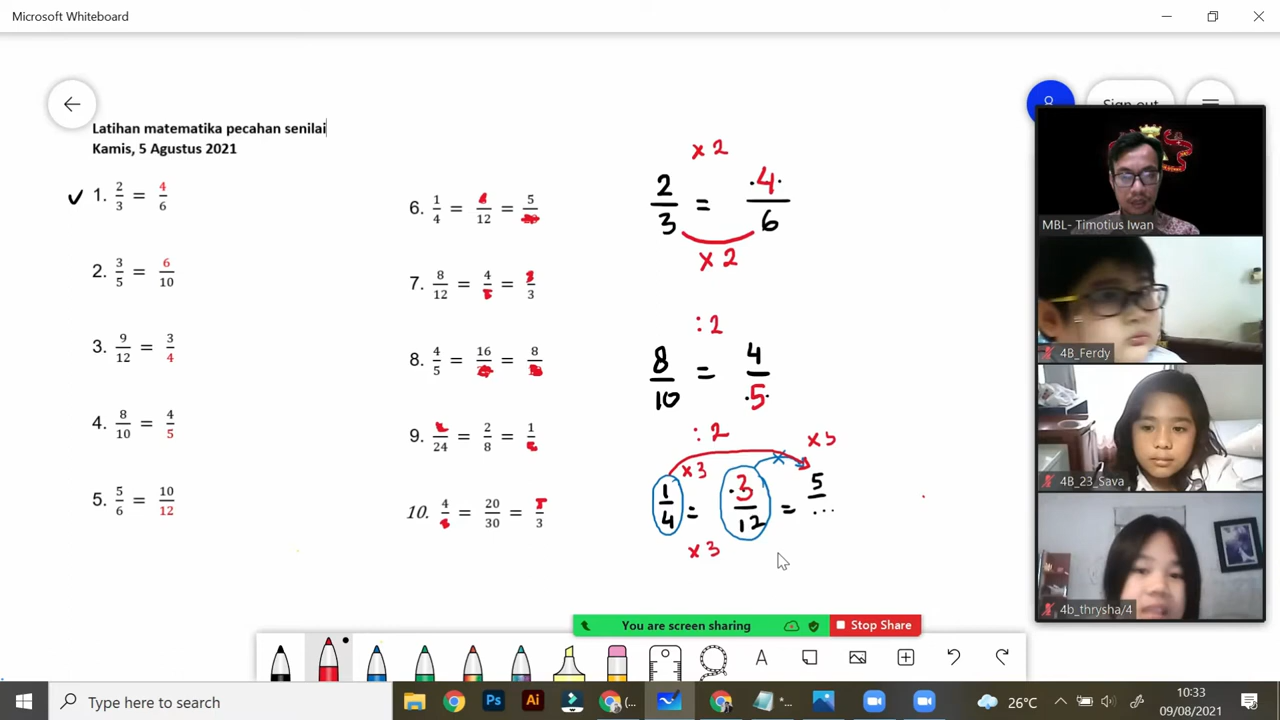 Microsoft Whiteboard
Sign out
Latihan matematika pecahan senilai
Kamis, 5 Agustus 2021
1. 2/3 = 4/6
2. 3/5 = 6/10
3. 9/12 = 3/4
4. 8/10 = 4/5
5. 5/6 = 10/12
6. 1/4 = /12 = 5/
7. 8/12 = 4/ = /3
8. 4/5 = 16/ = 8/
9. /24 = 2/8 = 1/
10. 4/ = 20/30 = /3
x 2
2/3 = .4./6
x 2
: 2
8/10 = 4/.5.
: 2
x 5
x 3 x
1/4 = .3/12 = 5/...
x 3
MBL- Timotius Iwan
4B_Ferdy
4B_23_Sava
4b_thrysha/4
You are screen sharing
Stop Share
A
Type here to search
Ps
Ai
26°C
10:33
09/08/2021